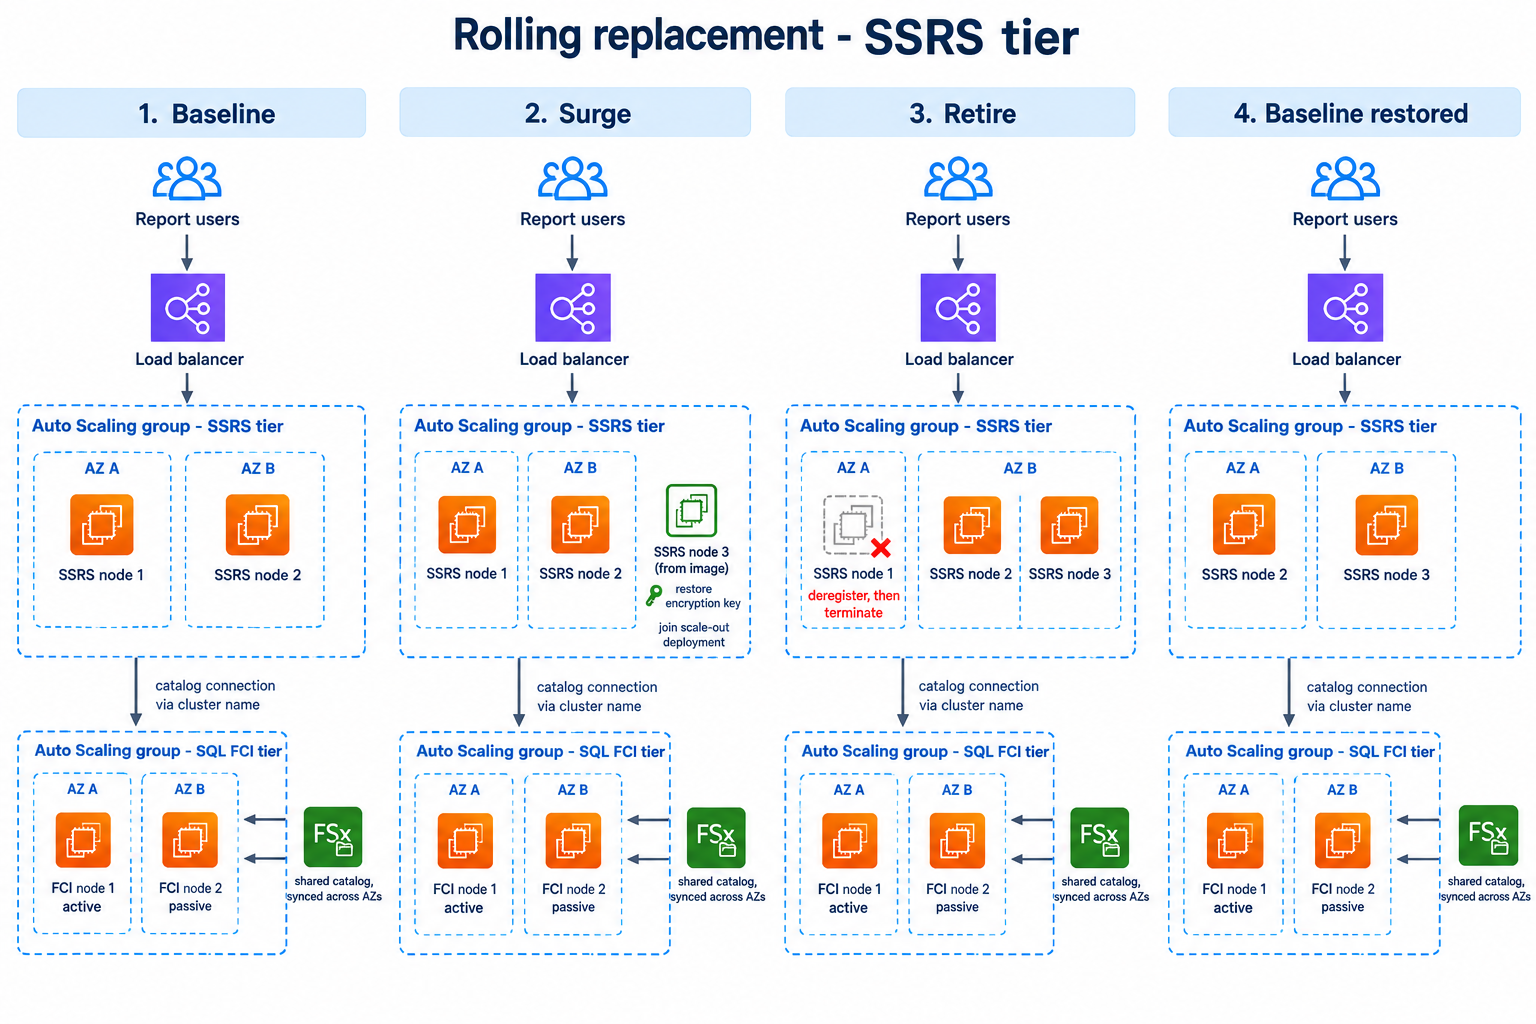 Rolling replacement - SSRS tier
1. Baseline
Report users
Load balancer
Auto Scaling group - SSRS tier
AZ A
AZ B
SSRS node 1
SSRS node 2
catalog connection
via cluster name
Auto Scaling group - SQL FCI tier
AZ A
AZ B
FCI node 1
active
FCI node 2
passive
FSx
shared catalog,
synced across AZs
2. Surge
Report users
Load balancer
Auto Scaling group - SSRS tier
AZ A
AZ B
SSRS node 1
SSRS node 2
SSRS node 3
(from image)
restore
encryption key
join scale-out
deployment
catalog connection
via cluster name
Auto Scaling group - SQL FCI tier
AZ A
AZ B
FCI node 1
active
FCI node 2
passive
FSx
shared catalog,
synced across AZs
3. Retire
Report users
Load balancer
Auto Scaling group - SSRS tier
AZ A
AZ B
SSRS node 1
deregister, then
terminate
SSRS node 2
SSRS node 3
catalog connection
via cluster name
Auto Scaling group - SQL FCI tier
AZ A
AZ B
FCI node 1
active
FCI node 2
passive
FSx
shared catalog,
synced across AZs
4. Baseline restored
Report users
Load balancer
Auto Scaling group - SSRS tier
AZ A
AZ B
SSRS node 2
SSRS node 3
catalog connection
via cluster name
Auto Scaling group - SQL FCI tier
AZ A
AZ B
FCI node 1
active
FCI node 2
passive
FSx
shared catalog,
synced across AZs